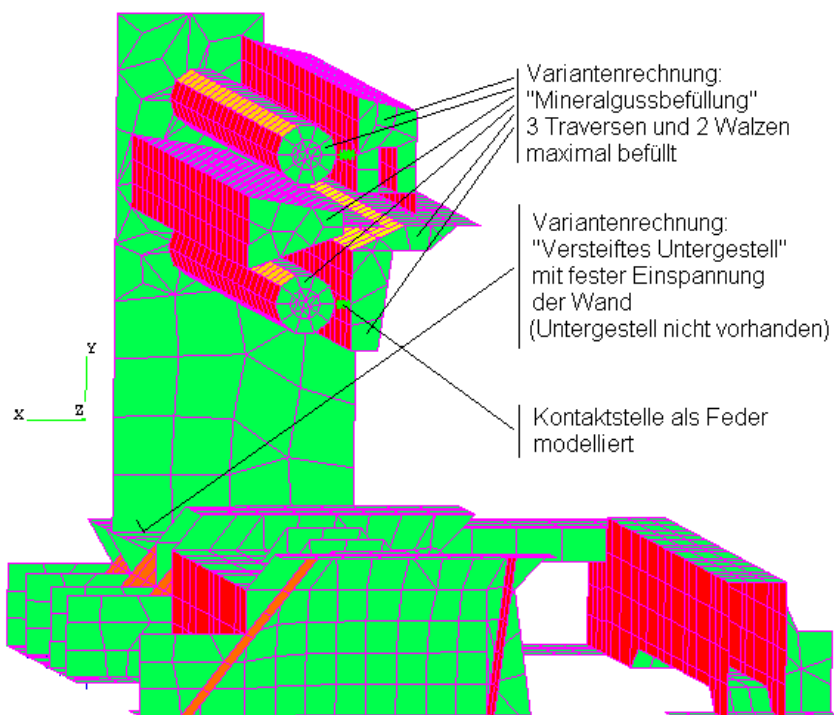 Variantenrechnung:
"Mineralgussbefüllung"
3 Traversen und 2 Walzen
maximal befüllt
Variantenrechnung:
"Versteiftes Untergestell"
mit fester Einspannung
der Wand
(Untergestell nicht vorhanden)
Y
X Z
Kontaktstelle als Feder
modelliert